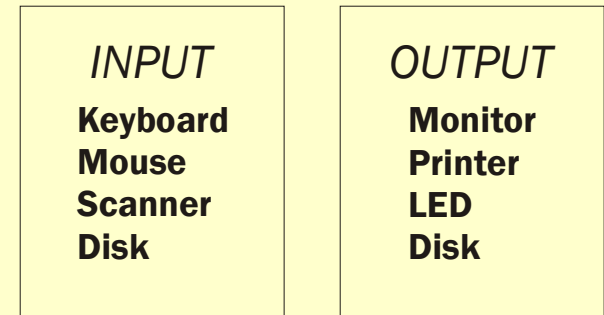 INPUT
Keyboard
Mouse
Scanner
Disk
OUTPUT
Monitor
Printer
LED
Disk